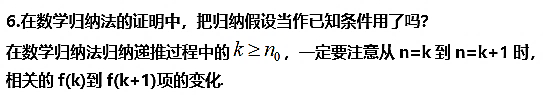 6.在数学归纳法的证明中，把归纳假设当作已知条件用了吗?
在数学归纳法归纳递推过程中的 k ≥ n₀ ，一定要注意从 n=k 到 n=k+1 时，
相关的 f(k)到 f(k+1)项的变化.